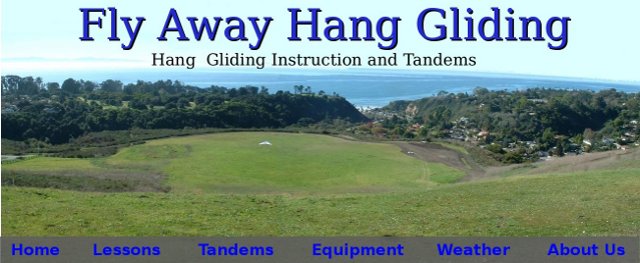 Fly Away Hang Gliding
Hang Gliding Instruction and Tandems
Home Lessons Tandems Equipment Weather About Us